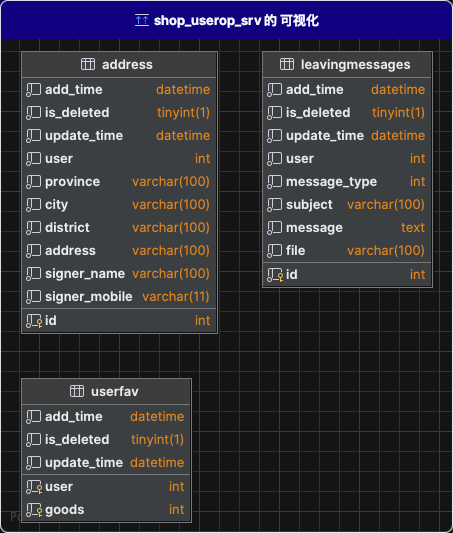 shop_userop_srv 的 可视化
address
add_time datetime
is_deleted tinyint(1)
update_time datetime
user int
province varchar(100)
city varchar(100)
district varchar(100)
address varchar(100)
signer_name varchar(100)
signer_mobile varchar(11)
id int
leavingmessages
add_time datetime
is_deleted tinyint(1)
update_time datetime
user int
message_type int
subject varchar(100)
message text
file varchar(100)
id int
userfav
add_time datetime
is_deleted tinyint(1)
update_time datetime
user int
goods int